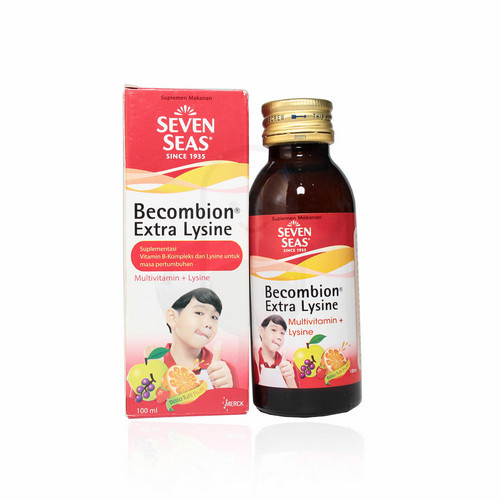 Suplemen Makanan
SEVEN
SEAS®
SINCE 1935
Becombion®
Extra Lysine
Suplementasi
Vitamin B-Kompleks dan Lysine untuk
masa pertumbuhan
Multivitamin + Lysine
100 ml
MERCK
Suplemen Makanan
SEVEN
SEAS®
SINCE 1935
Becombion®
Extra Lysine
Multivitamin +
Lysine